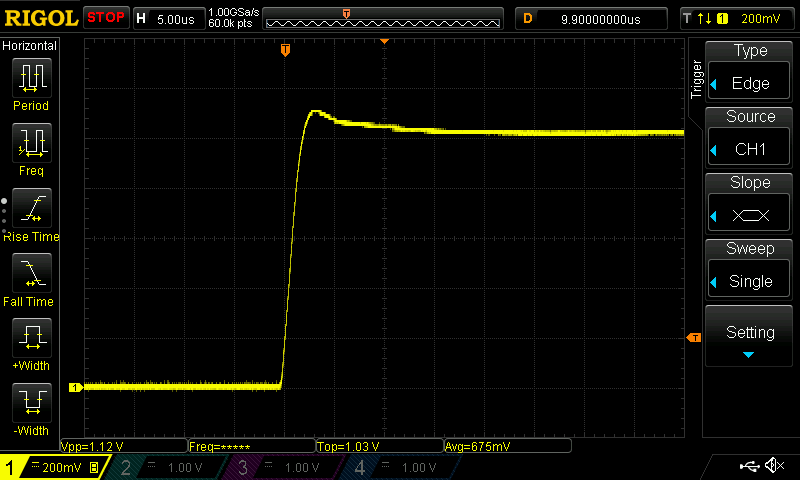 RIGOL STOP H 5.00us 1.00GSa/s 60.0k pts T D 9.90000000us T 1 200mV
Horizontal
Period
Freq
Rise Time
Fall Time
+Width
-Width
T
T
1
Trigger
Type
Edge
Source
CH1
Slope
Sweep
Single
Setting
Vpp=1.12 V Freq=***** Top=1.03 V Avg=675mV
1 200mV B 2 1.00 V 3 1.00 V 4 1.00 V